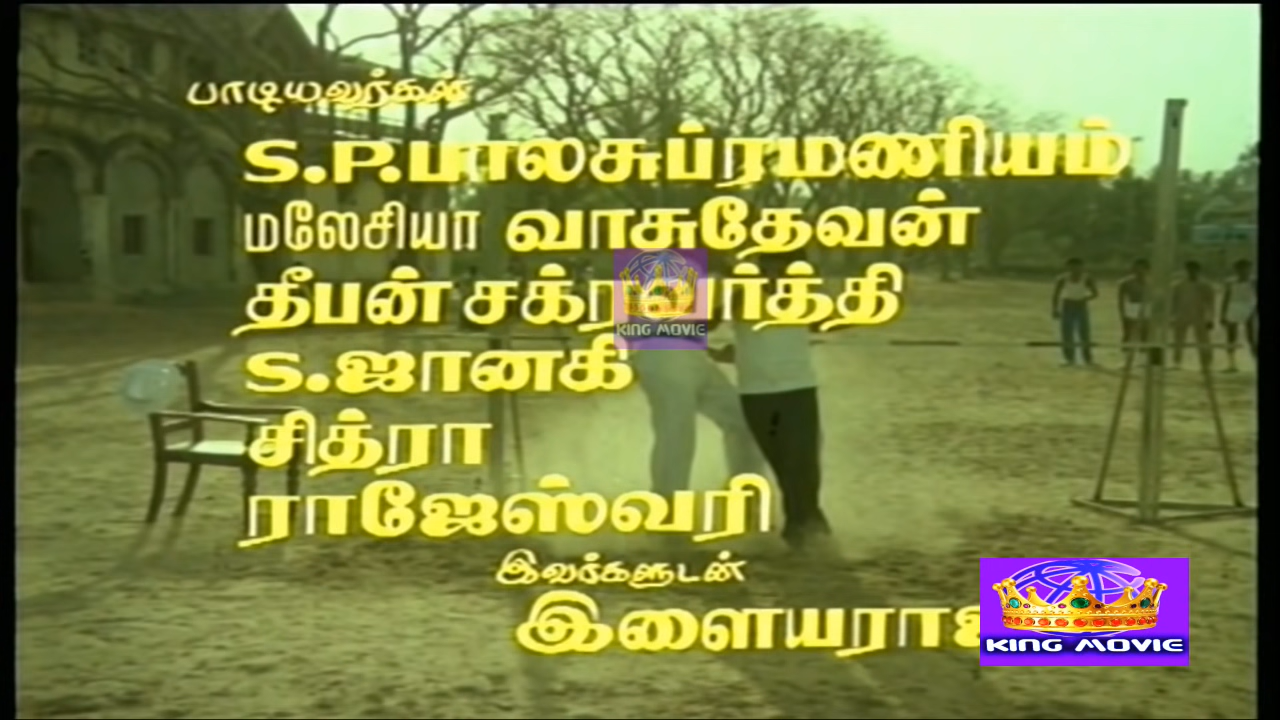 பாடியவர்கள்
S.P.பாலசுப்ரமணியம்
மலேசியா வாசுதேவன்
தீபன்
KING MOVIE
S.ஜானகி
சித்ரா
ராஜேஸ்வரி
இவர்களுடன்
KING MOVIE